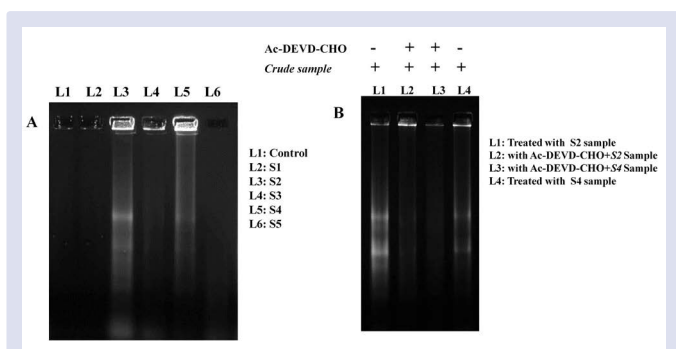 A
L1 L2 L3 L4 L5 L6
L1: Control
L2: S1
L3: S2
L4: S3
L5: S4
L6: S5
B
Ac-DEVD-CHO - + + -
Crude sample + + + +
L1 L2 L3 L4
L1: Treated with S2 sample
L2: with Ac-DEVD-CHO+S2 Sample
L3: with Ac-DEVD-CHO+S4 Sample
L4: Treated with S4 sample